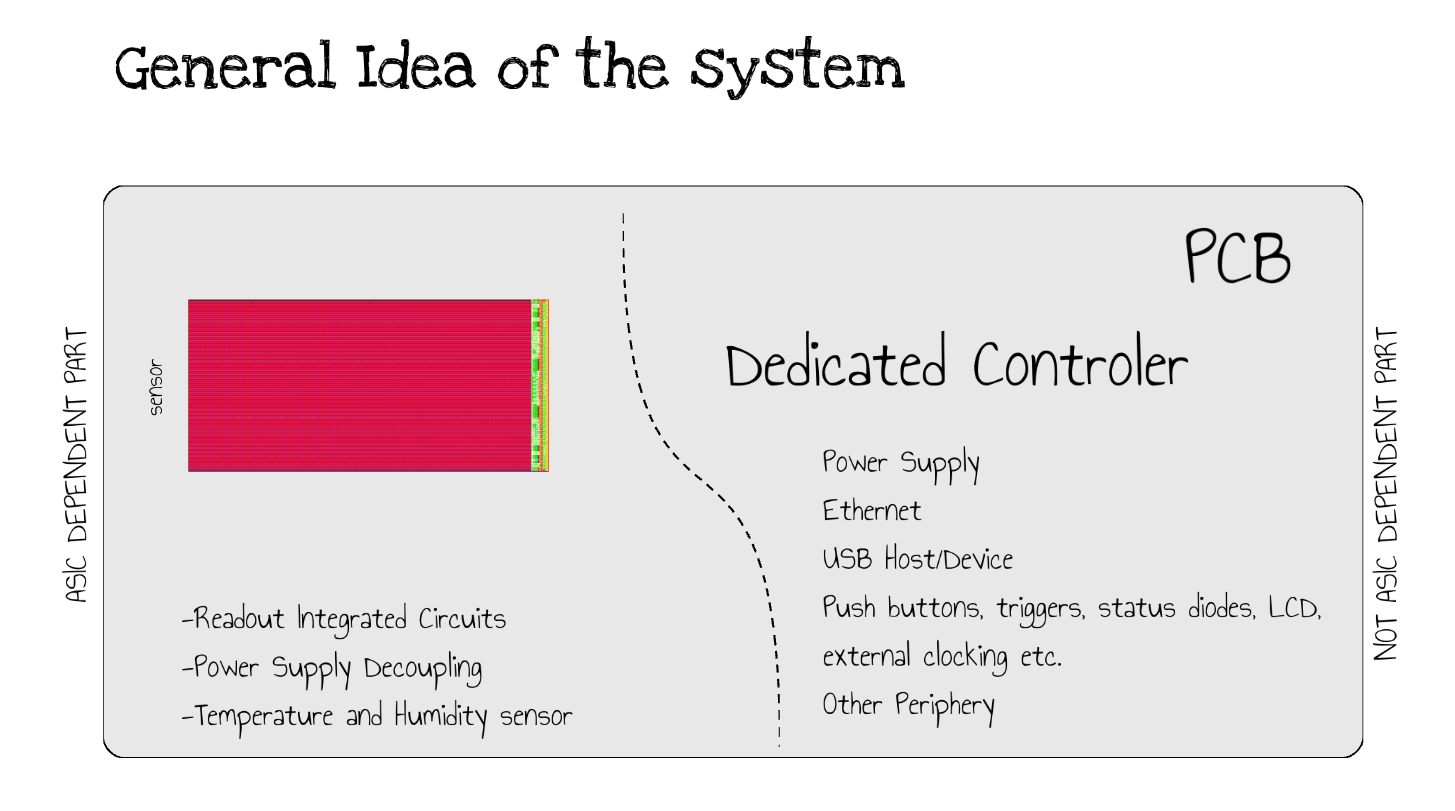 General Idea of the system
PCB
Dedicated Controler
ASIC DEPENDENT PART
sensor
-Readout Integrated Circuits
-Power Supply Decoupling
-Temperature and Humidity sensor
Power Supply
Ethernet
USB Host/Device
Push buttons, triggers, status diodes, LCD,
external clocking etc.
Other Periphery
NOT ASIC DEPENDENT PART